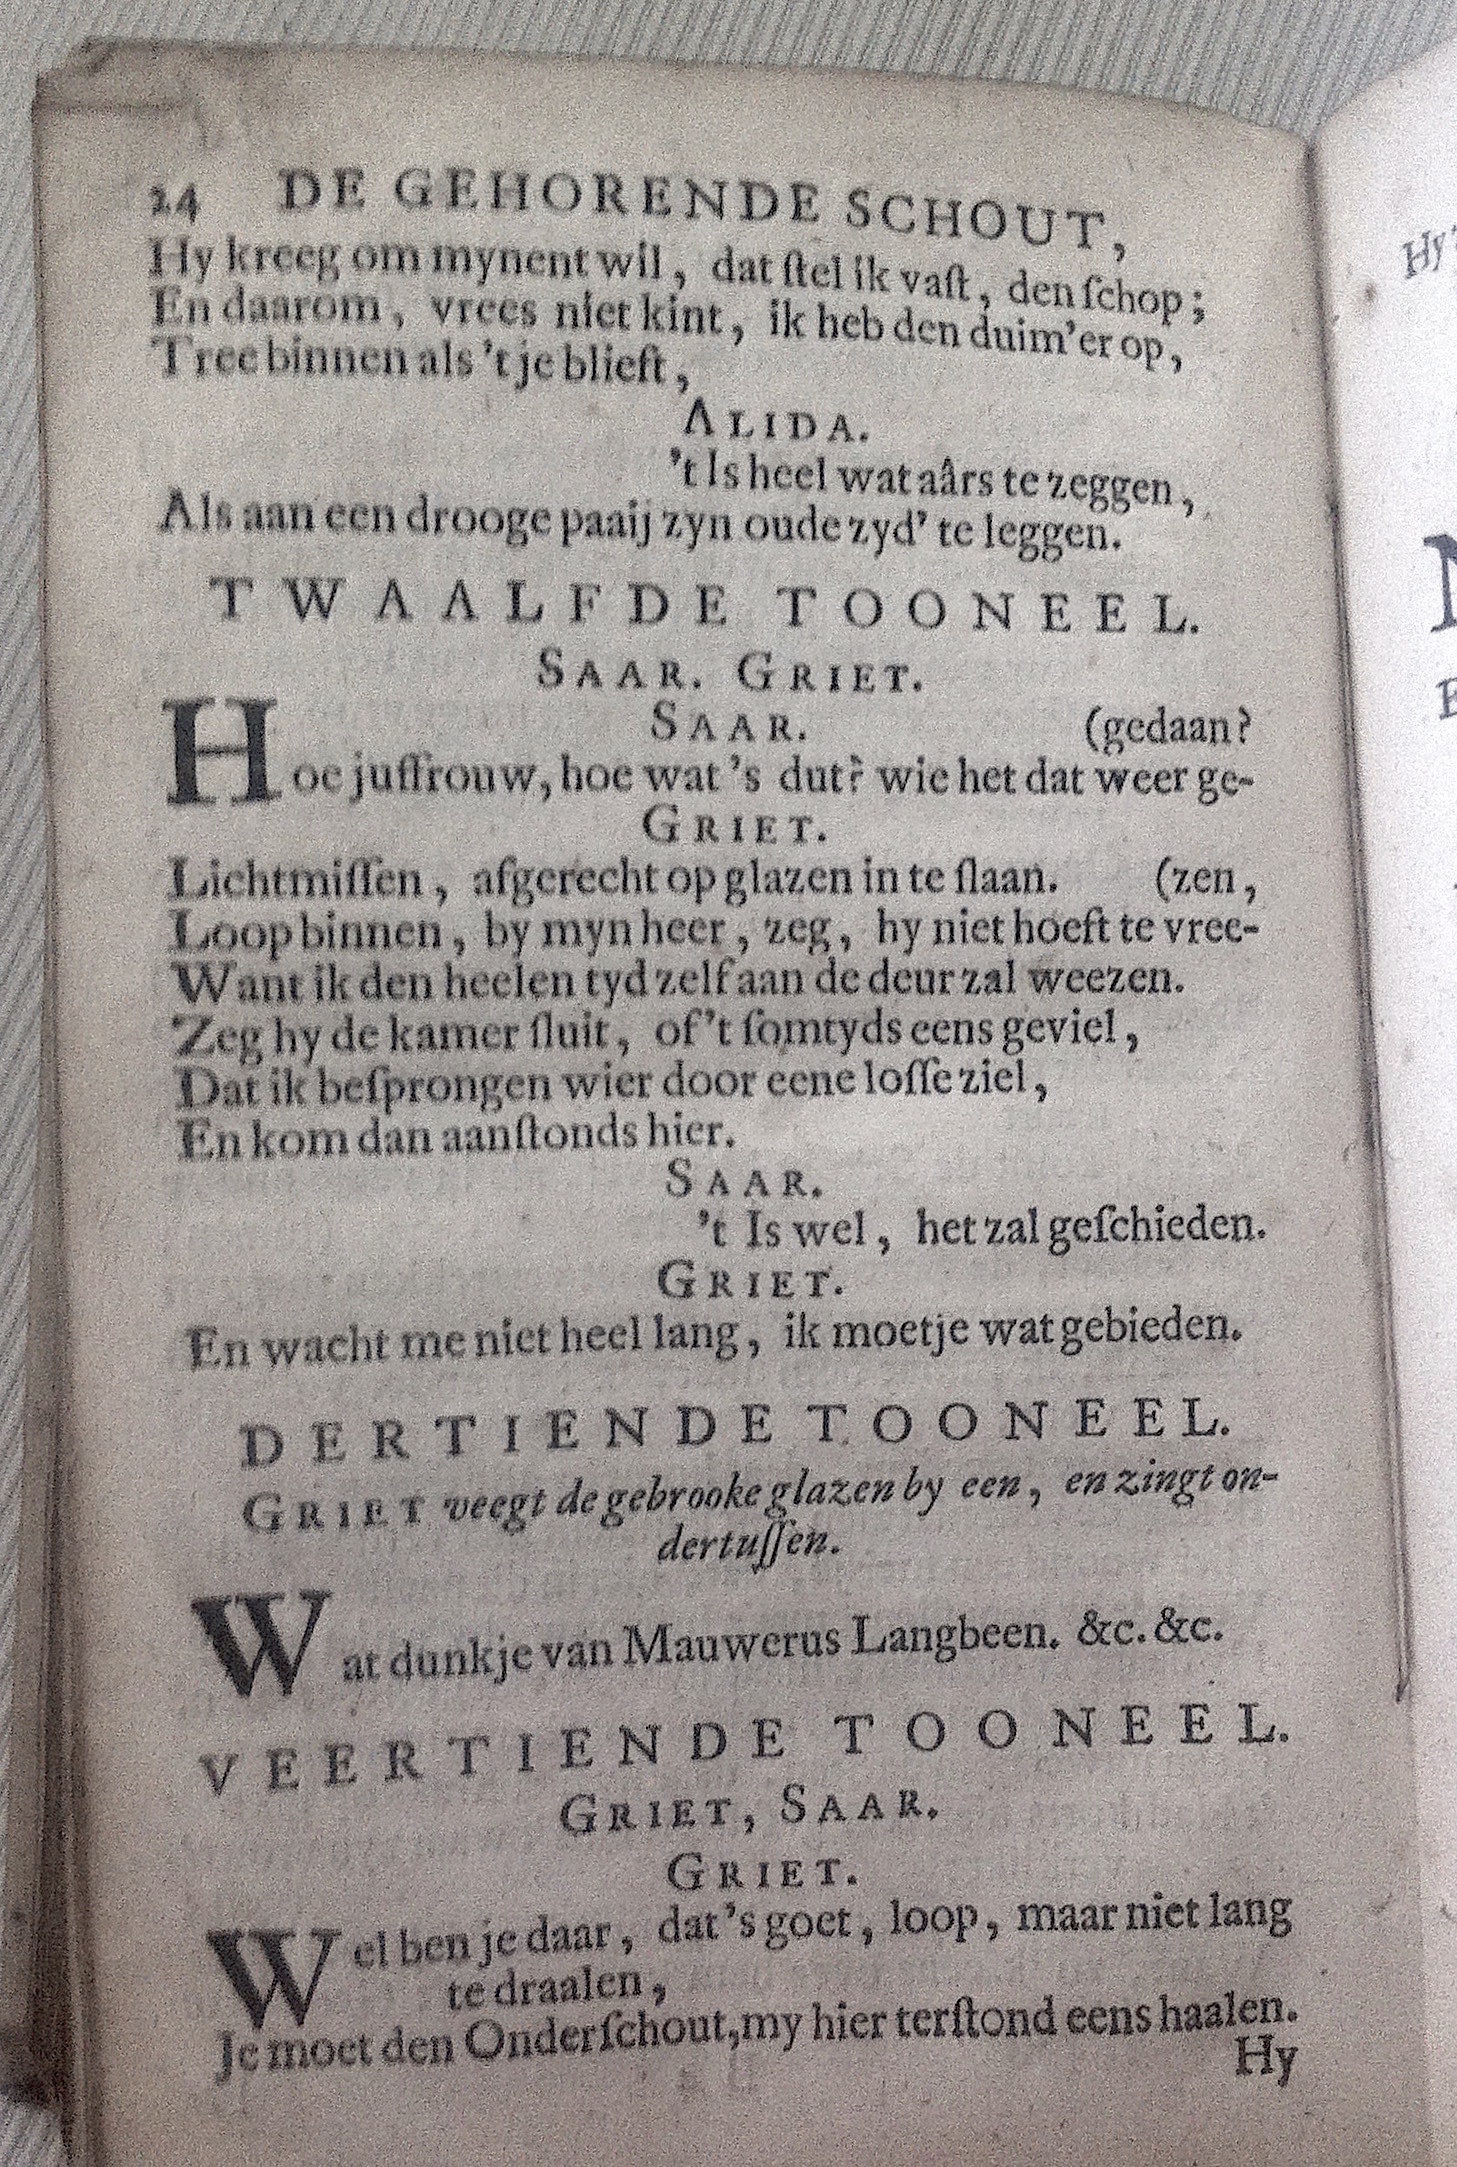 24 DE GEHORENDE SCHOUT,
Hy kreeg om mynent wil, dat ſtel ik vaſt, den ſchop;
En daarom, vrees niet kint, ik heb den duim'er op,
Tree binnen als 't je blieft,
ALIDA.
't Is heel wat aârs te zeggen,
Als aan een drooge paaij zyn oude zyd' te leggen.
TWAALFDE TOONEEL.
SAAR. GRIET.
SAAR. (gedaan?
Hoe juffrouw, hoe wat 's dut? wie het dat weer ge-
GRIET.
Lichtmiſſen, afgerecht op glazen in te ſlaan. (zen,
Loop binnen, by myn heer, zeg, hy niet hoeft te vree-
Want ik den heelen tyd zelf aan de deur zal weezen.
Zeg hy de kamer ſluit, of 't ſomtyds eens geviel,
Dat ik beſprongen wier door eene loſſe ziel,
En kom dan aanſtonds hier.
SAAR.
't Is wel, het zal geſchieden.
GRIET.
En wacht me niet heel lang, ik moet je wat gebieden.
DERTIENDE TOONEEL.
GRIET veegt de gebrooke glazen by een, en zingt on-
dertuſſen.
Wat dunkje van Mauwerus Langbeen. &c. &c.
VEERTIENDE TOONEEL.
GRIET, SAAR.
GRIET.
Wel ben je daar, dat 's goet, loop, maar niet lang
te draalen,
Je moet den Onderſchout, my hier terſtond eens haalen.
Hy